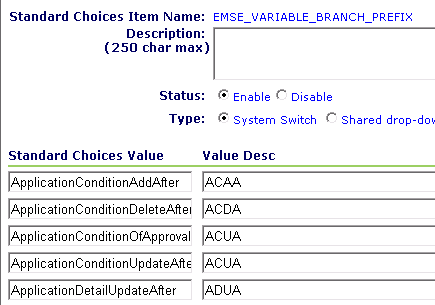 Standard Choices Item Name: EMSE_VARIABLE_BRANCH_PREFIX
Description:
(250 char max)
Status: Enable Disable
Type: System Switch Shared drop-dow
Standard Choices Value Value Desc
ApplicationConditionAddAfter ACAA
ApplicationConditionDeleteAfter ACDA
ApplicationConditionOfApproval ACUA
ApplicationConditionUpdateAfte ACUA
ApplicationDetailUpdateAfter ADUA